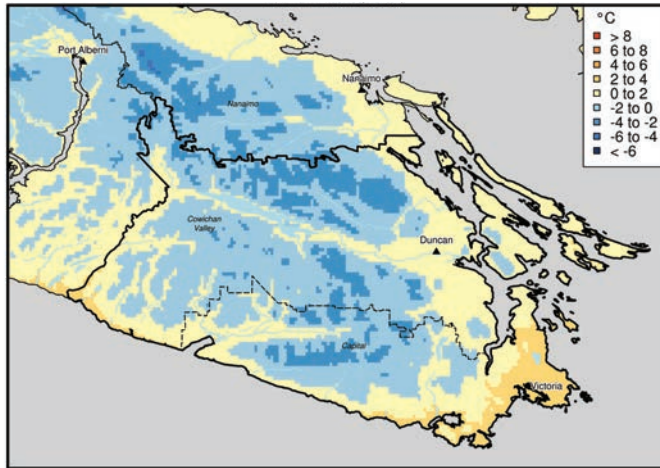 °C
> 8
6 to 8
4 to 6
2 to 4
0 to 2
-2 to 0
-4 to -2
-6 to -4
< -6
Port Alberni
Nanaimo
Nanaimo
Cowichan
Valley
Duncan
Capital
Victoria